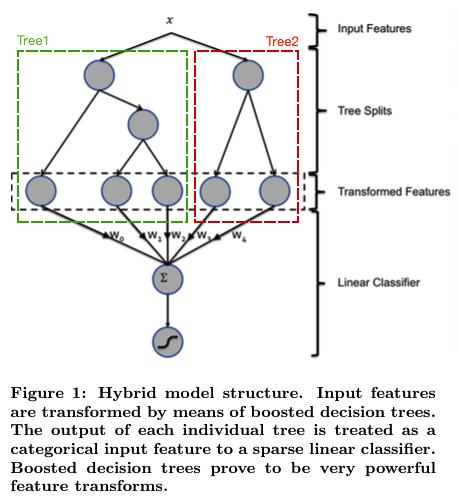 x
Input Features
Tree1
Tree2
Tree Splits
Transformed Features
W₀
W₁
W₂
W₃
W₄
Σ
Linear Classifier
Figure 1: Hybrid model structure. Input features
are transformed by means of boosted decision trees.
The output of each individual tree is treated as a
categorical input feature to a sparse linear classifier.
Boosted decision trees prove to be very powerful
feature transforms.